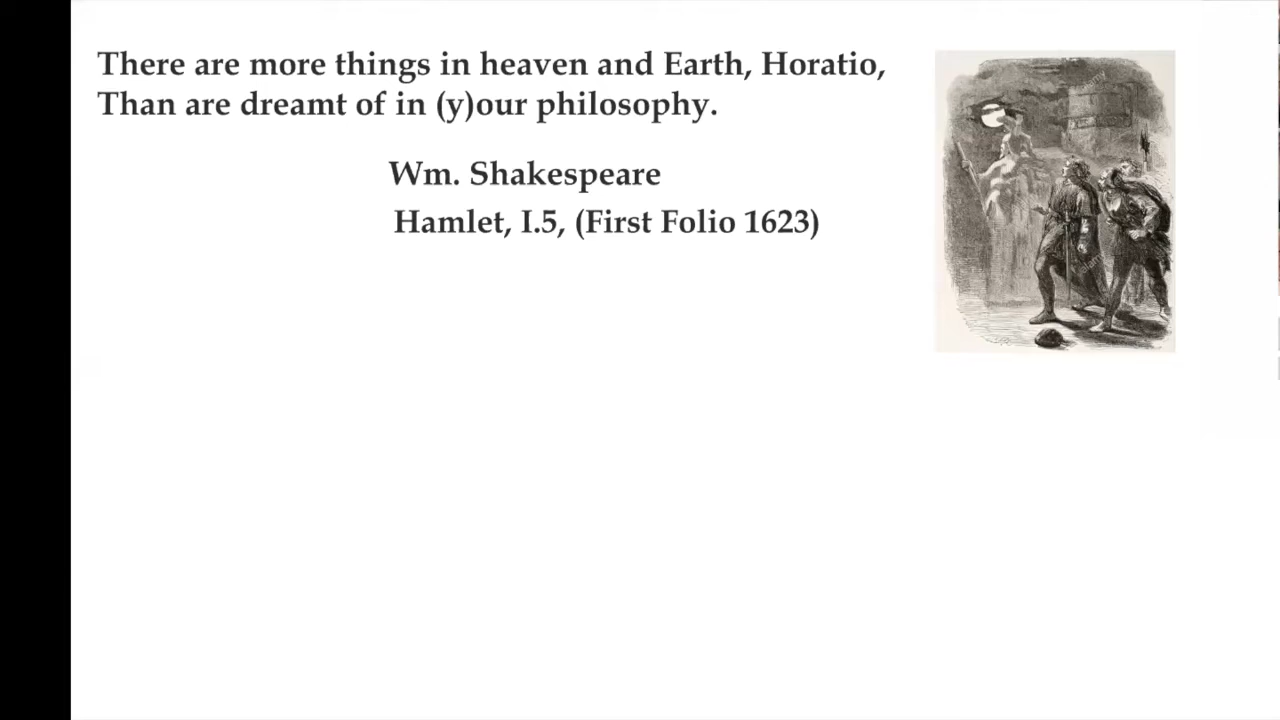 There are more things in heaven and Earth, Horatio,
Than are dreamt of in (y)our philosophy.
Wm. Shakespeare
Hamlet, I.5, (First Folio 1623)